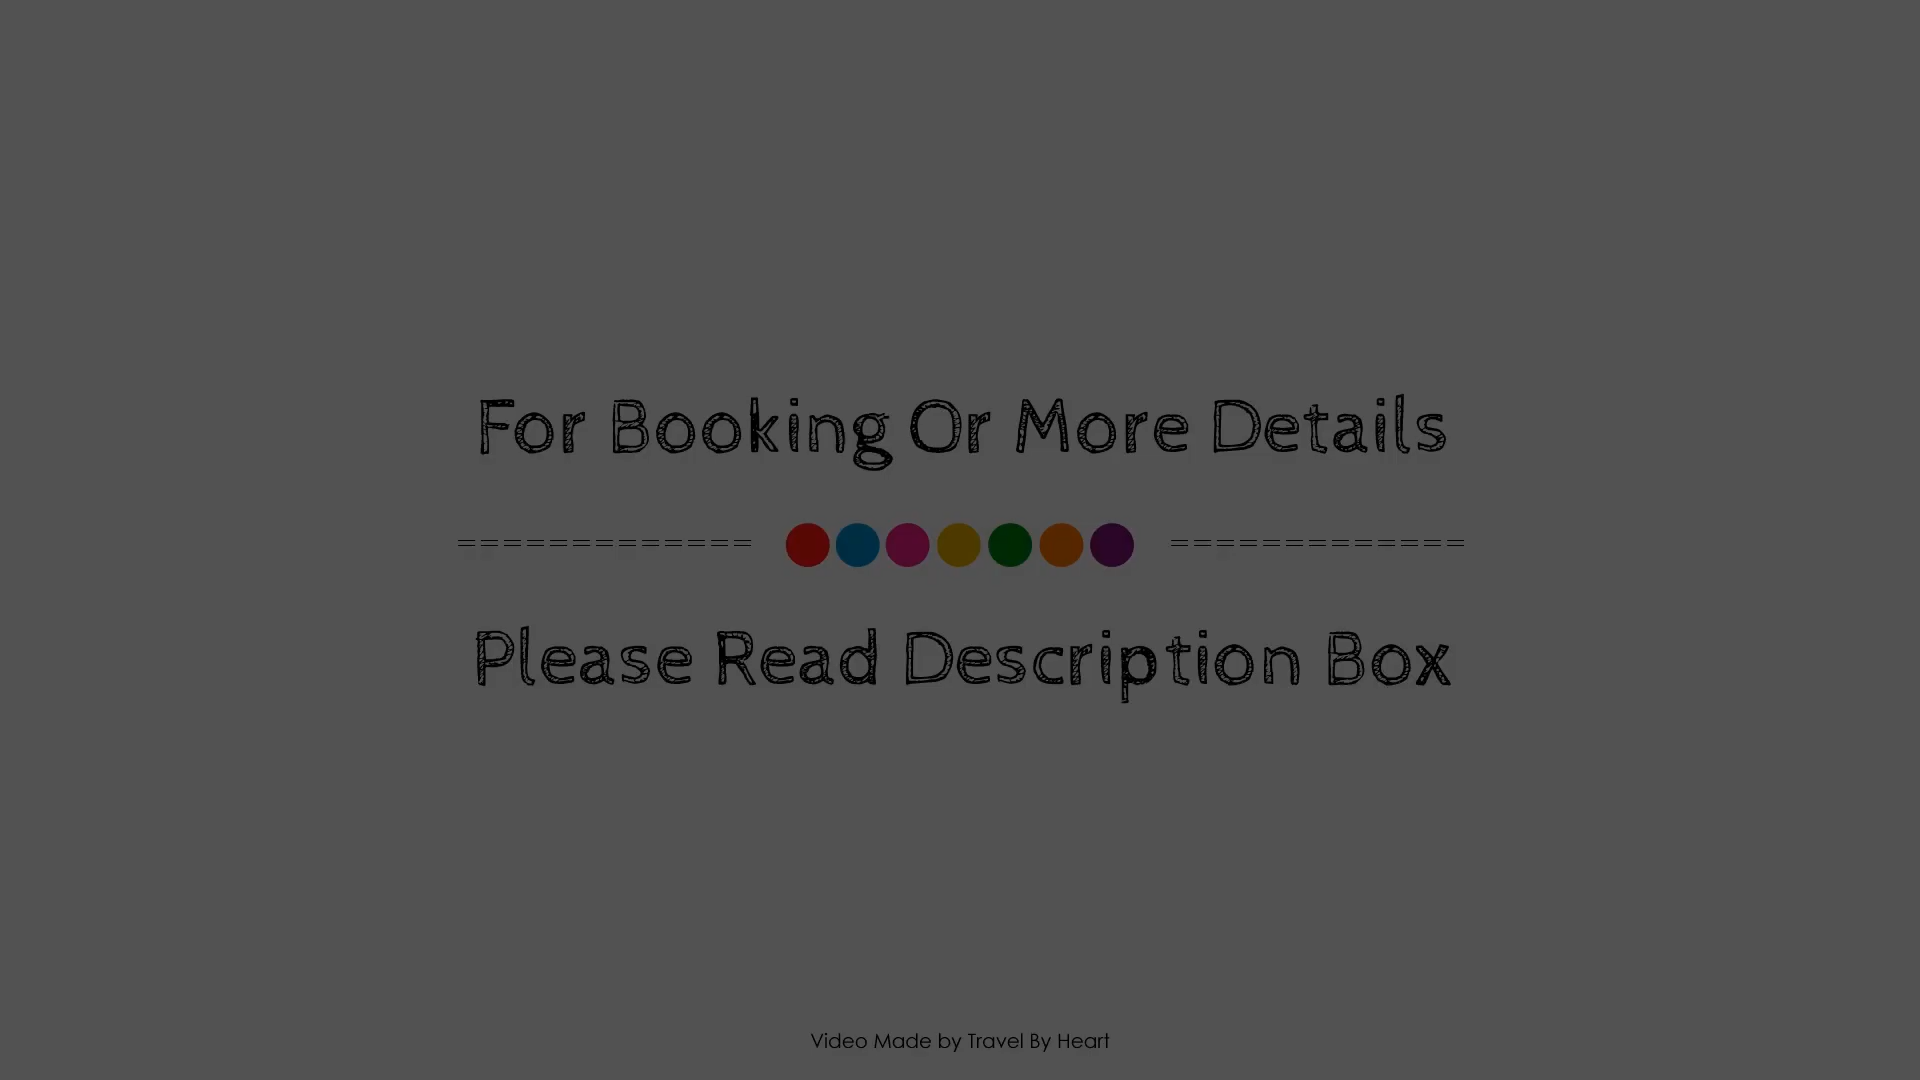 For Booking Or More Details
============= =============
Please Read Description Box
Video Made by Travel By Heart